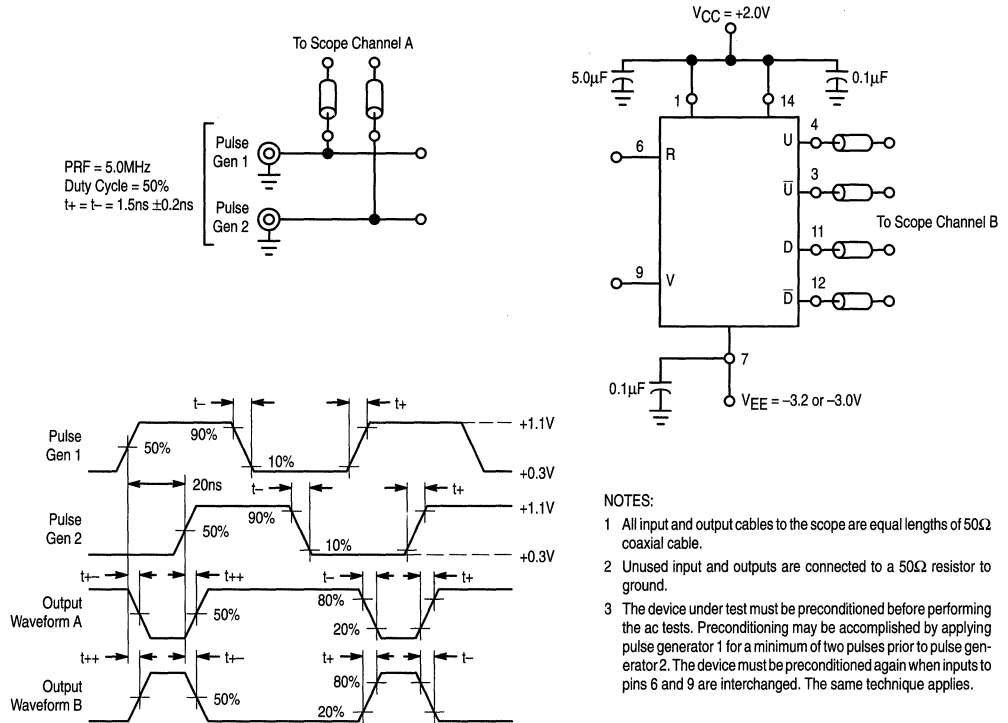 To Scope Channel A
Pulse
Gen 1
PRF = 5.0MHz
Duty Cycle = 50%
t+ = t– = 1.5ns ±0.2ns
Pulse
Gen 2
VCC = +2.0V
5.0µF
0.1µF
1
14
6
R
U
4
U̅
3
To Scope Channel B
D
11
9
V
D̅
12
7
0.1µF
VEE = –3.2 or –3.0V
t–
t+
Pulse
Gen 1
50%
90%
10%
+1.1V
+0.3V
20ns
t–
t+
Pulse
Gen 2
50%
90%
10%
+1.1V
+0.3V
t+–
t++
t–
t+
Output
Waveform A
50%
80%
20%
t++
t+–
t+
t–
Output
Waveform B
50%
80%
20%
NOTES:
1 All input and output cables to the scope are equal lengths of 50Ω
coaxial cable.
2 Unused input and outputs are connected to a 50Ω resistor to
ground.
3 The device under test must be preconditioned before performing
the ac tests. Preconditioning may be accomplished by applying
pulse generator 1 for a minimum of two pulses prior to pulse gen-
erator 2. The device must be preconditioned again when inputs to
pins 6 and 9 are interchanged. The same technique applies.